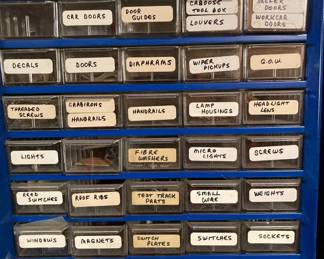 CAR DOORS
DOOR
GUIDES
CABOOSE
TOOL BOX
LOUVERS
WORKCAR
DOORS
DECALS
DOORS
DIAPHRAMS
WIPER
PICKUPS
THREADED
SCREWS
GRABIRONS
HANDRAILS
HANDRAILS
LAMP
HOUSINGS
HEADLIGHT
LENS
LIGHTS
FIBRE
WASHERS
MICRO
LIGHTS
SCREWS
REED
SWITCHES
ROOF RIBS
TEST TRACK
PARTS
SMALL
WIRE
WEIGHTS
WINDOWS
MAGNETS
SWITCH
PLATES
SWITCHES
SOCKETS